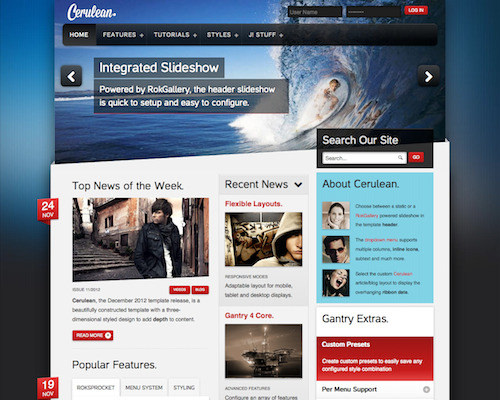 Cerulean.
User Name
LOG IN
HOME
FEATURES +
TUTORIALS +
STYLES +
J! STUFF +
Integrated Slideshow
Powered by RokGallery, the header slideshow
is quick to setup and easy to configure.
Search Our Site
Search...
GO
24
NOV
Top News of the Week.
ISSUE 11/2012
VIDEOS
BLOG
Cerulean, the December 2012 template release, is a
beautifully constructed template with a three-
dimensional styled design to add depth to content.
READ MORE
19
NOV
Popular Features.
ROKSPROCKET
MENU SYSTEM
STYLING
Recent News
Flexible Layouts.
RESPONSIVE MODES
Adaptable layout for mobile,
tablet and desktop displays.
Gantry 4 Core.
ADVANCED FEATURES
Configure an array of features
About Cerulean.
Choose between a static or a
RokGallery, powered slideshow in
the template header.
The dropdown menu supports
multiple columns, inline icons,
subtext and much more.
Select the custom Cerulean
article/blog layout to display the
overhanging ribbon date.
Gantry Extras.
Custom Presets
Create custom presets to easily save any
configured style combination
Per Menu Support